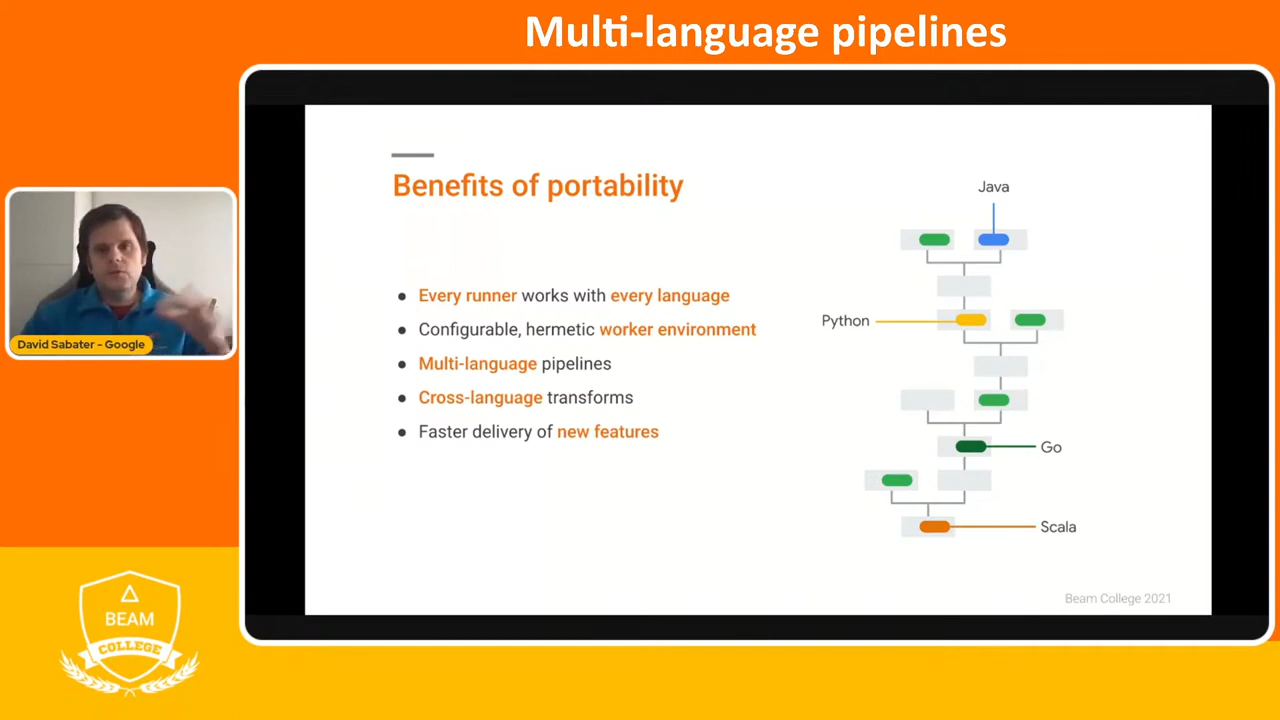 Multi-language pipelines
Benefits of portability
Every runner works with every language
Configurable, hermetic worker environment
Multi-language pipelines
Cross-language transforms
Faster delivery of new features
Java
Python
Go
Scala
Beam College 2021
David Sabater - Google
BEAM
COLLEGE